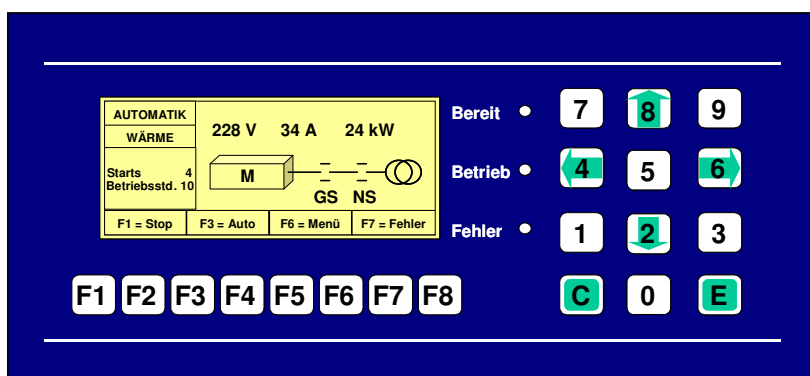 AUTOMATIK
WÄRME
228 V 34 A 24 kW
Starts 4
Betriebsstd. 10
M
GS NS
F1 = Stop F3 = Auto F6 = Menü F7 = Fehler
Bereit
Betrieb
Fehler
7 8 9
4 5 6
1 2 3
C 0 E
F1 F2 F3 F4 F5 F6 F7 F8